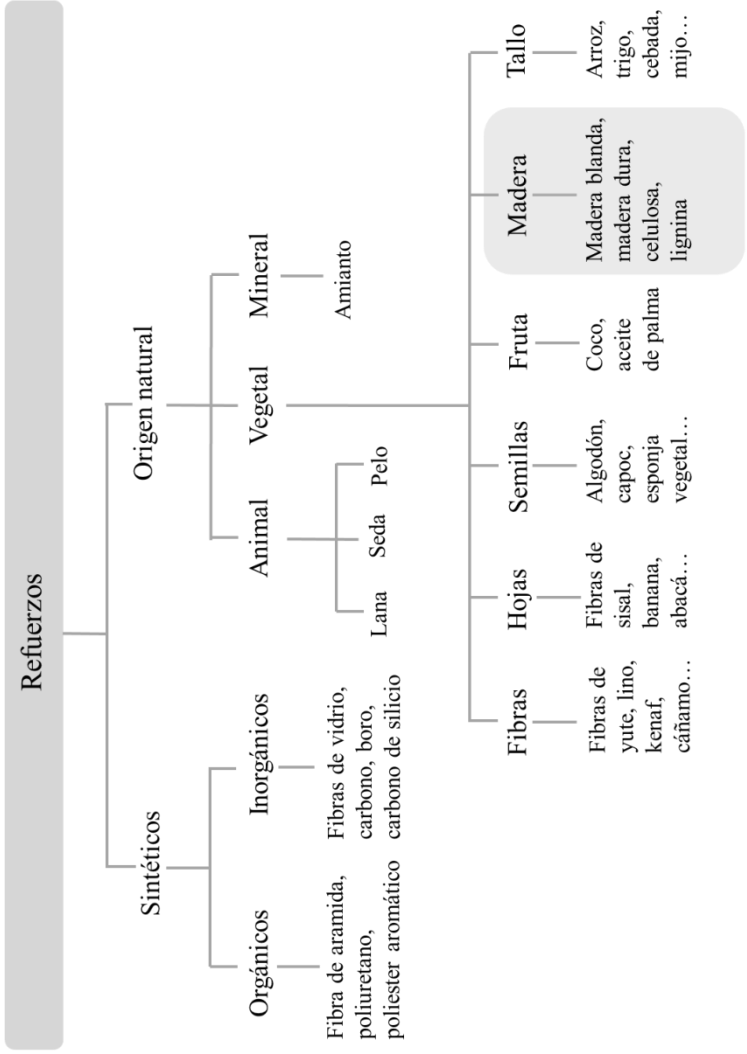 Refuerzos
Sintéticos
Origen natural
Orgánicos
Inorgánicos
Animal
Vegetal
Mineral
Fibra de aramida,
poliuretano,
poliester aromático
Fibras de vidrio,
carbono, boro,
carbono de silicio
Lana
Seda
Pelo
Amianto
Fibras
Hojas
Semillas
Fruta
Madera
Tallo
Fibras de
yute, lino,
kenaf,
cáñamo…
Fibras de
sisal,
banana,
abacá…
Algodón,
capoc,
esponja
vegetal…
Coco,
aceite
de palma
Madera blanda,
madera dura,
celulosa,
lignina
Arroz,
trigo,
cebada,
mijo…